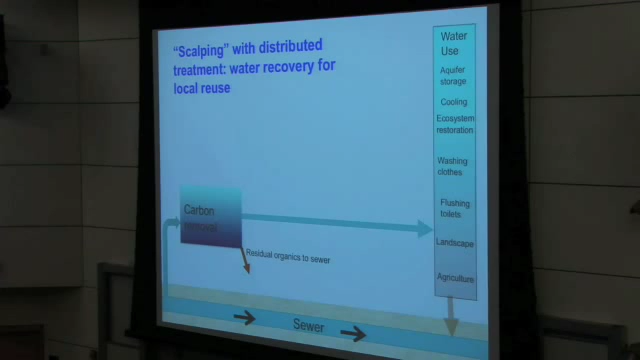 "Scalping" with distributed
treatment: water recovery for
local reuse
Water
Use
Aquifer
storage
Cooling
Ecosystem
restoration
Washing
clothes
Flushing
toilets
Landscape
Agriculture
Carbon
removal
Residual organics to sewer
Sewer